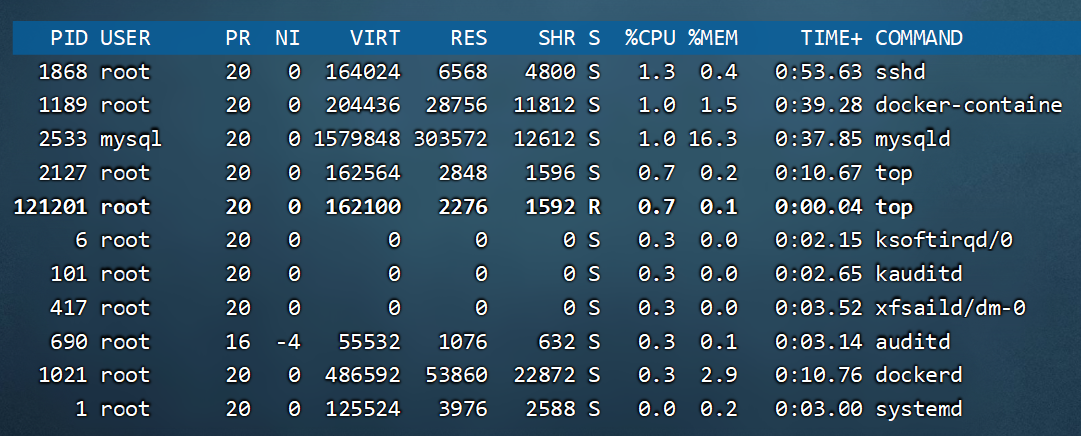 PID USER PR NI VIRT RES SHR S %CPU %MEM TIME+ COMMAND
1868 root 20 0 164024 6568 4800 S 1.3 0.4 0:53.63 sshd
1189 root 20 0 204436 28756 11812 S 1.0 1.5 0:39.28 docker-containe
2533 mysql 20 0 1579848 303572 12612 S 1.0 16.3 0:37.85 mysqld
2127 root 20 0 162564 2848 1596 S 0.7 0.2 0:10.67 top
121201 root 20 0 162100 2276 1592 R 0.7 0.1 0:00.04 top
6 root 20 0 0 0 0 S 0.3 0.0 0:02.15 ksoftirqd/0
101 root 20 0 0 0 0 S 0.3 0.0 0:02.65 kauditd
417 root 20 0 0 0 0 S 0.3 0.0 0:03.52 xfsaild/dm-0
690 root 16 -4 55532 1076 632 S 0.3 0.1 0:03.14 auditd
1021 root 20 0 486592 53860 22872 S 0.3 2.9 0:10.76 dockerd
1 root 20 0 125524 3976 2588 S 0.0 0.2 0:03.00 systemd